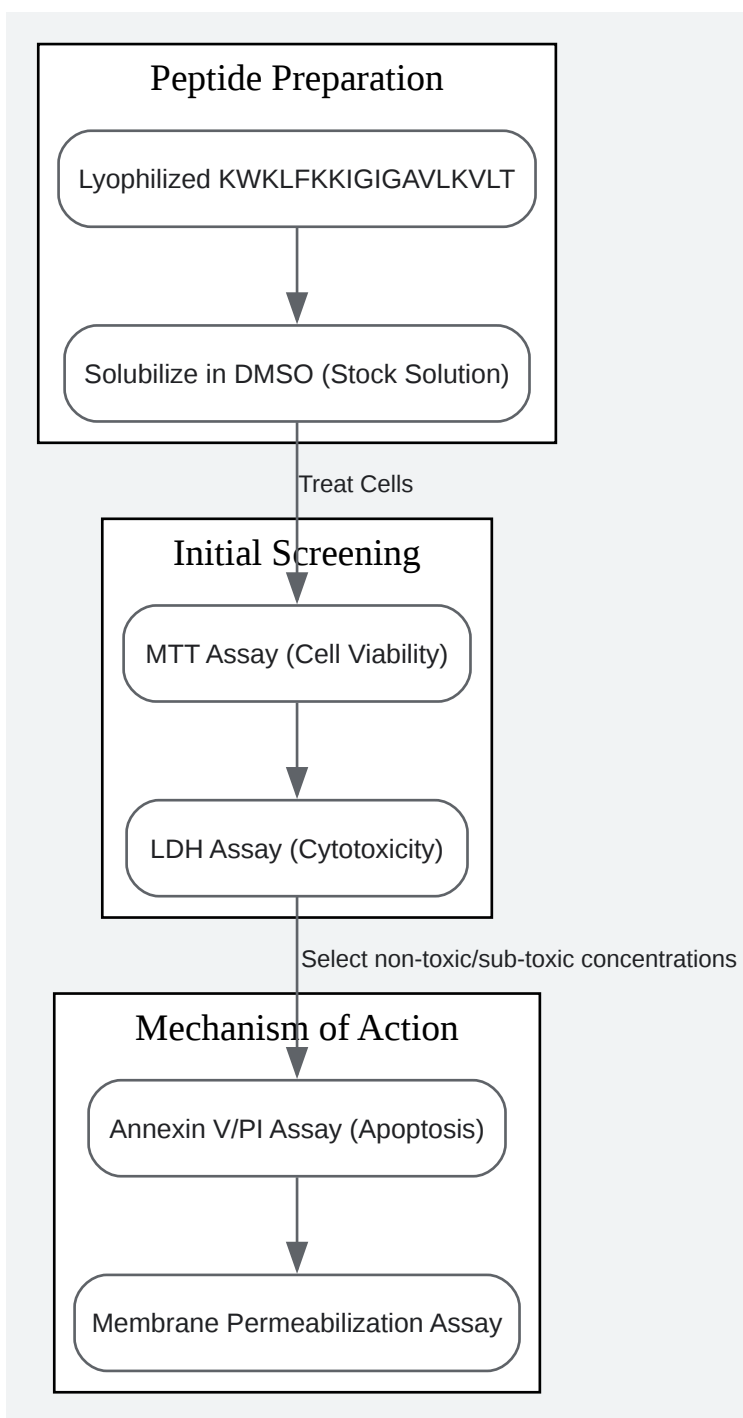 Peptide Preparation
Lyophilized KWKLFKKIGIGAVLKVLT
Solubilize in DMSO (Stock Solution)
Treat Cells
Initial Screening
MTT Assay (Cell Viability)
LDH Assay (Cytotoxicity)
Select non-toxic/sub-toxic concentrations
Mechanism of Action
Annexin V/PI Assay (Apoptosis)
Membrane Permeabilization Assay